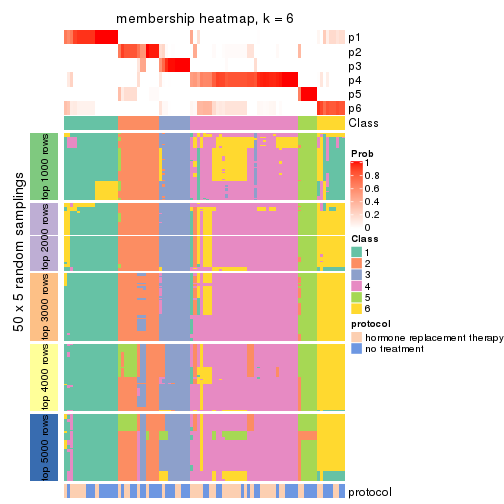 membership heatmap, k = 6
p1
p2
p3
p4
p5
p6
Class
50 x 5 random samplings
top 1000 rows
top 2000 rows
top 3000 rows
top 4000 rows
top 5000 rows
protocol
Prob
1
0.8
0.6
0.4
0.2
0
Class
1
2
3
4
5
6
protocol
hormone replacement therapy
no treatment